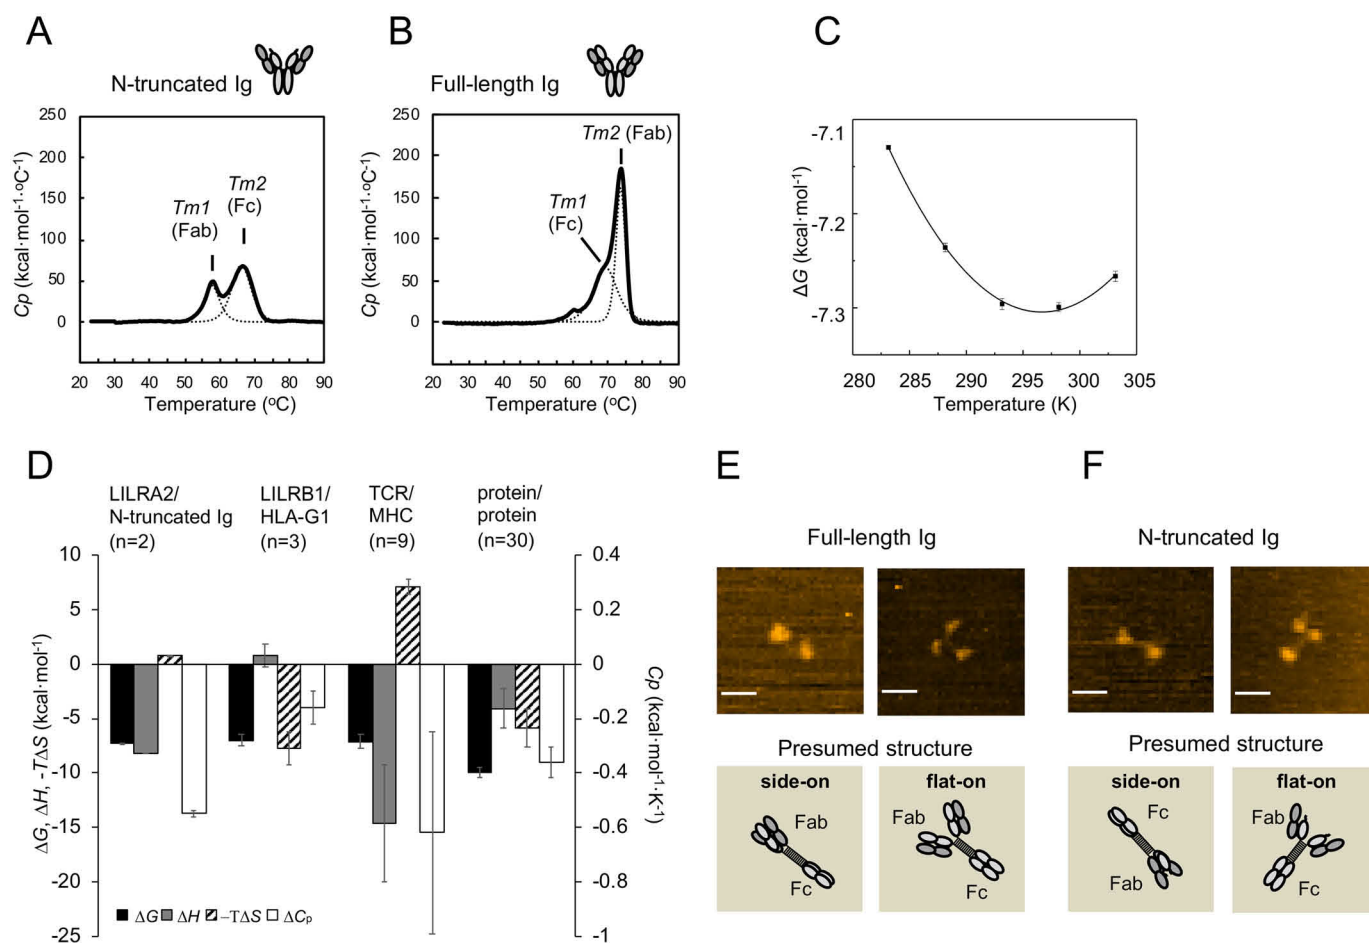 A
N-truncated Ig
250
200
150
100
50
0
Cp (kcal·mol⁻¹·ºC⁻¹)
Tm1
(Fab)
Tm2
(Fc)
20 30 40 50 60 70 80 90
Temperature (ºC)
B
Full-length Ig
250
200
150
100
50
0
Cp (kcal·mol⁻¹·ºC⁻¹)
Tm2 (Fab)
Tm1
(Fc)
20 30 40 50 60 70 80 90
Temperature (ºC)
C
-7.1
-7.2
-7.3
ΔG (kcal·mol⁻¹)
280 285 290 295 300 305
Temperature (K)
D
LILRA2/
N-truncated Ig
(n=2)
LILRB1/
HLA-G1
(n=3)
TCR/
MHC
(n=9)
protein/
protein
(n=30)
10
5
0
-5
-10
-15
-20
-25
ΔG, ΔH, -TΔS (kcal·mol⁻¹)
0.4
0.2
0
-0.2
-0.4
-0.6
-0.8
-1
Cp (kcal·mol⁻¹·K⁻¹)
ΔG ΔH –TΔS ΔCp
E
Full-length Ig
Presumed structure
side-on
Fab
Fc
flat-on
Fab
Fc
F
N-truncated Ig
Presumed structure
side-on
Fc
Fab
flat-on
Fab
Fc